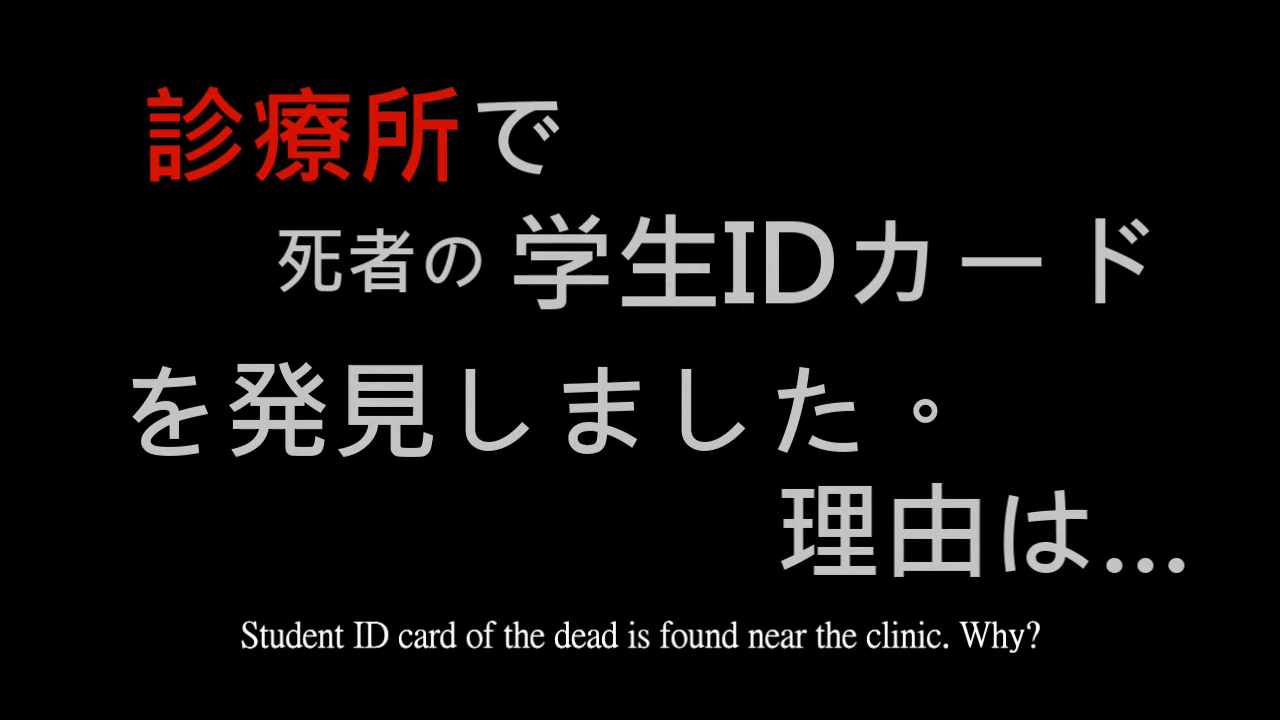 診療所で
死者の学生IDカード
を発見しました。
理由は...
Student ID card of the dead is found near the clinic. Why?